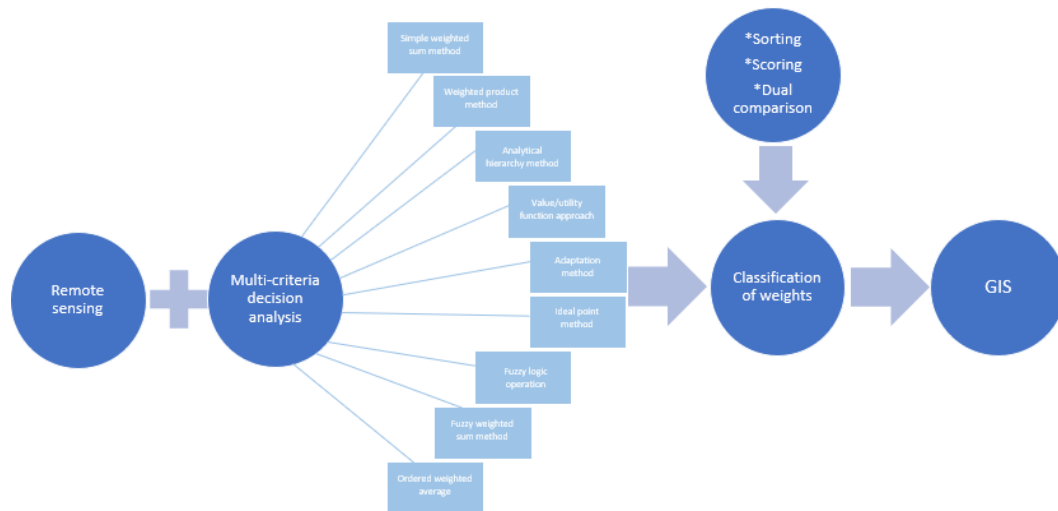 Simple weighted
sum method
Weighted product
method
Analytical
hierarchy method
Value/utility
function approach
Adaptation
method
Ideal point
method
Fuzzy logic
operation
Fuzzy weighted
sum method
Ordered weighted
average
Remote
sensing
Multi-criteria
decision
analysis
*Sorting
*Scoring
*Dual
comparison
Classification
of weights
GIS